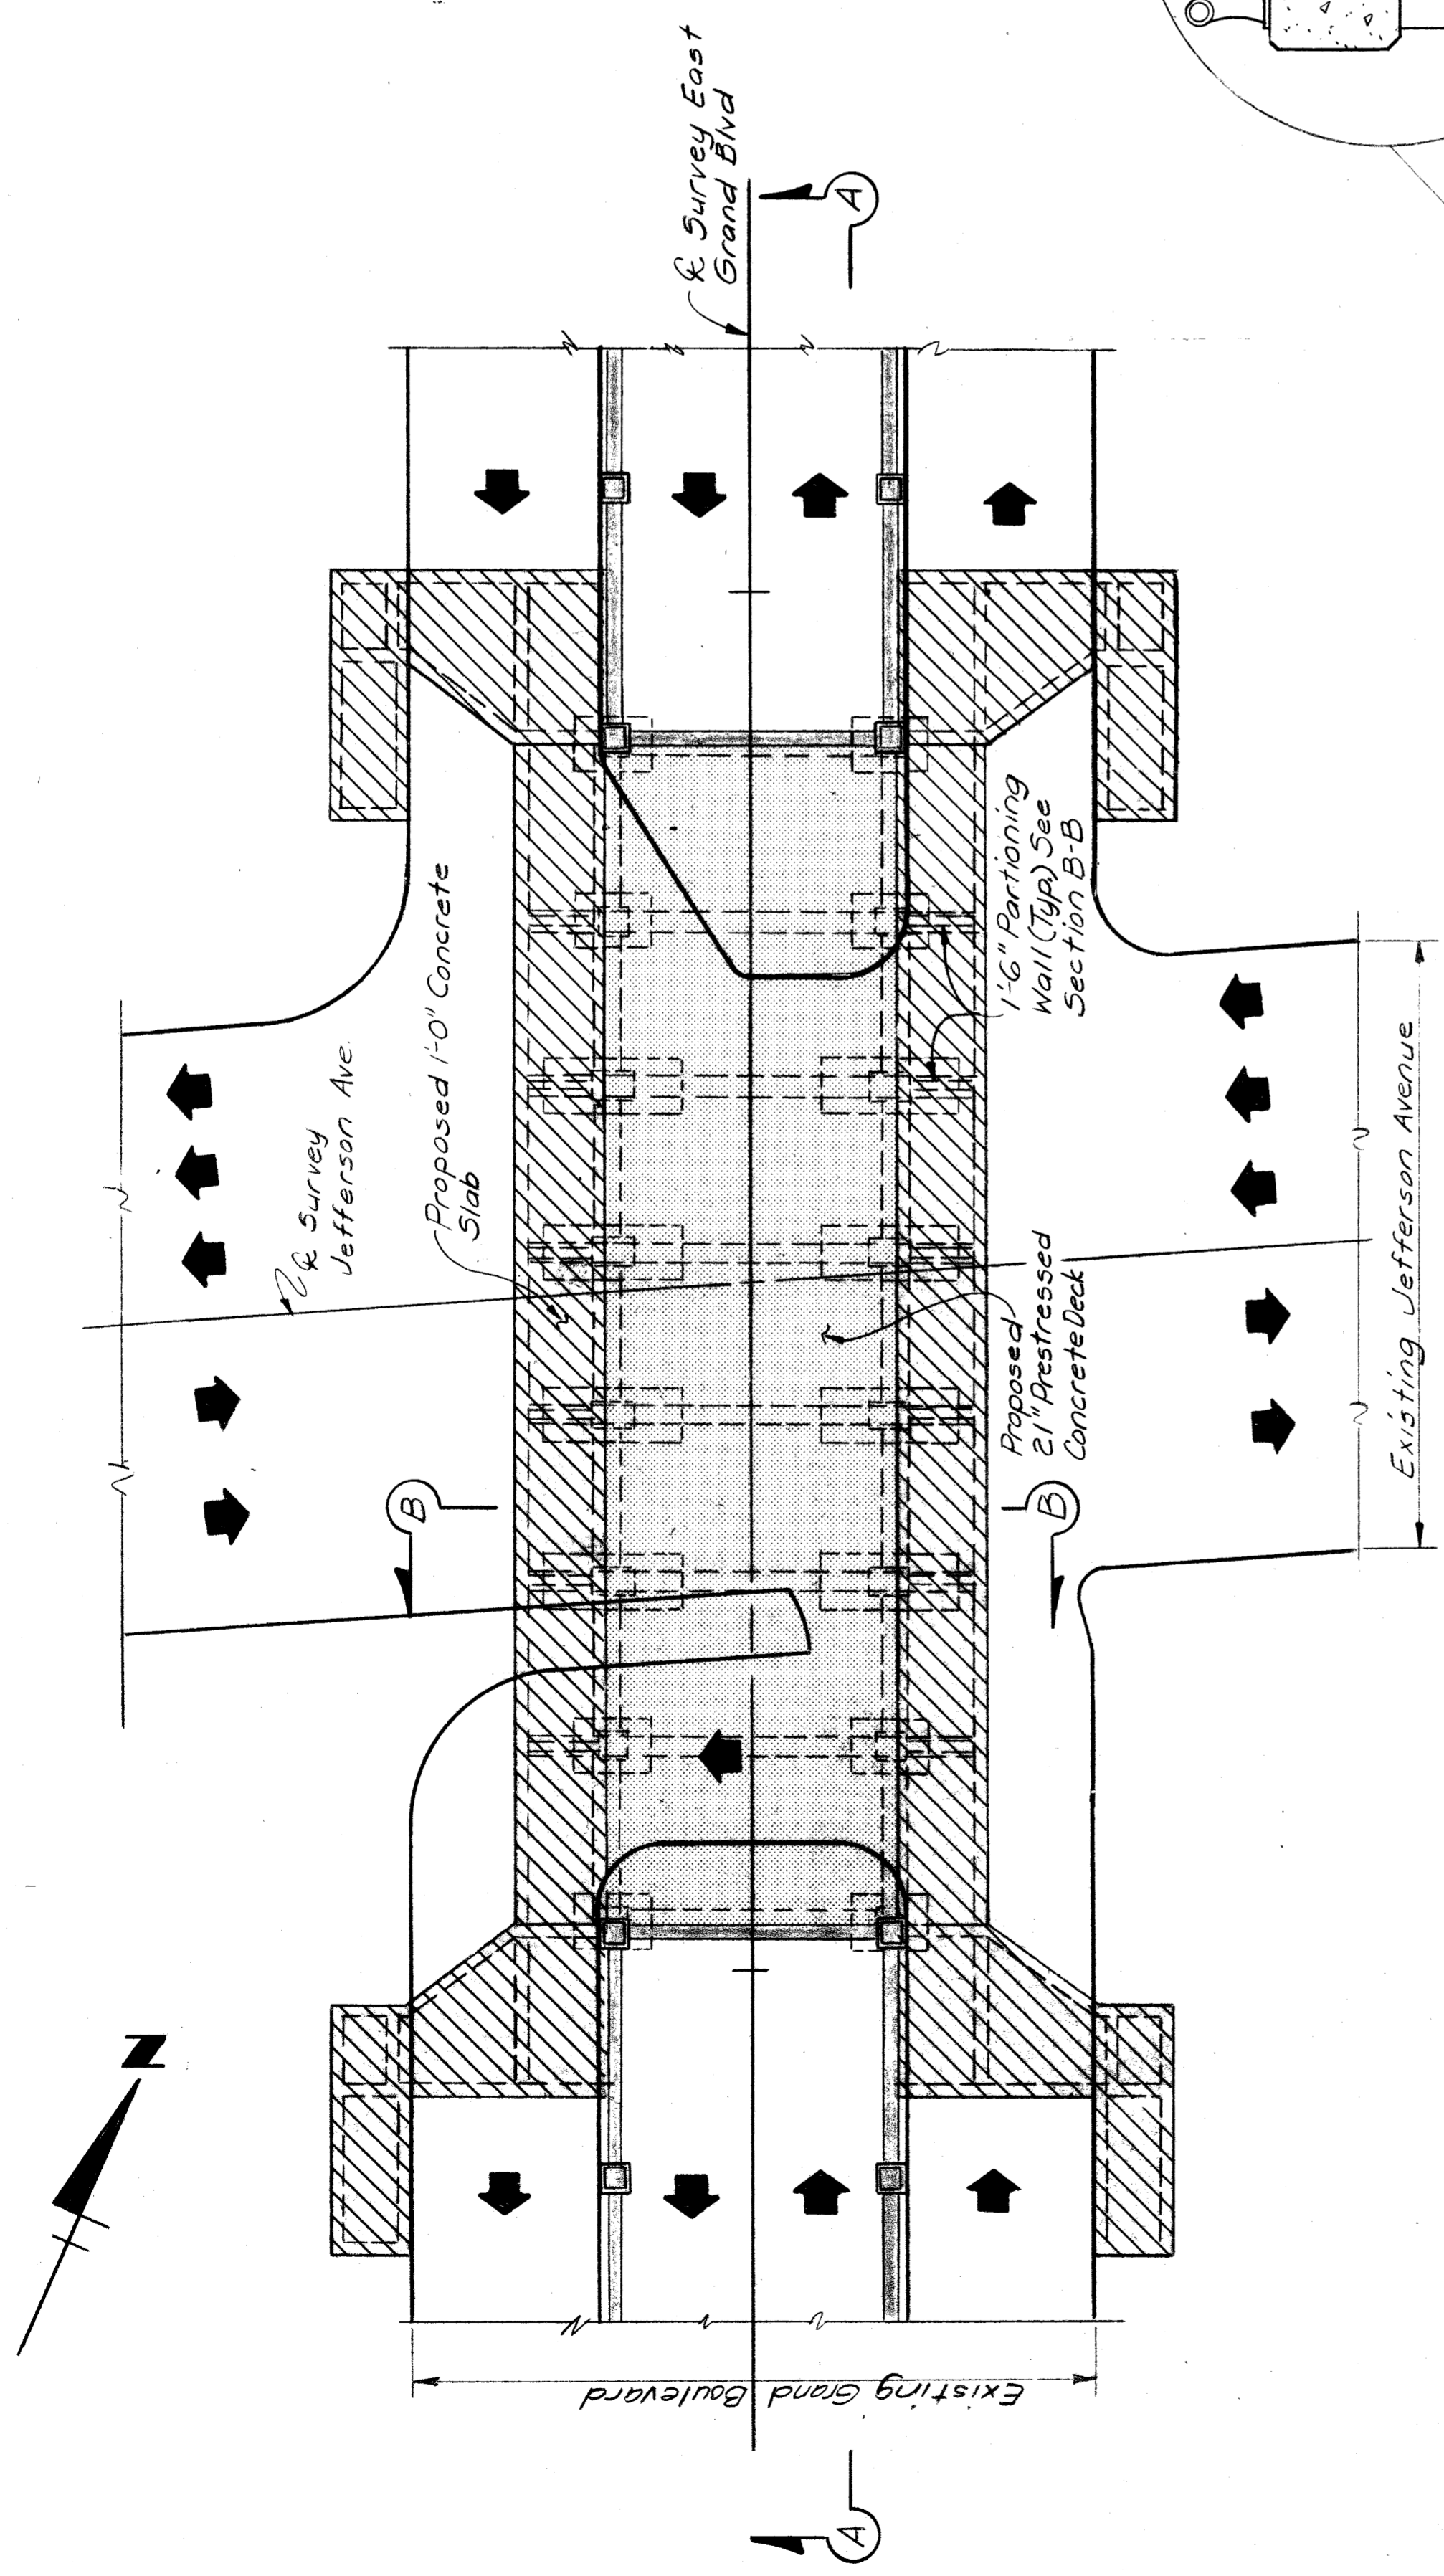 ℄ Survey East
Grand Blvd
A
1'-6" Partioning
Wall (Typ.) See
Section B-B
Proposed 1'-0" Concrete
Slab
℄ Survey
Jefferson Ave.
Proposed
21" Prestressed
Concrete Deck
Existing Jefferson Avenue
B
B
N
Existing Grand Boulevard
A